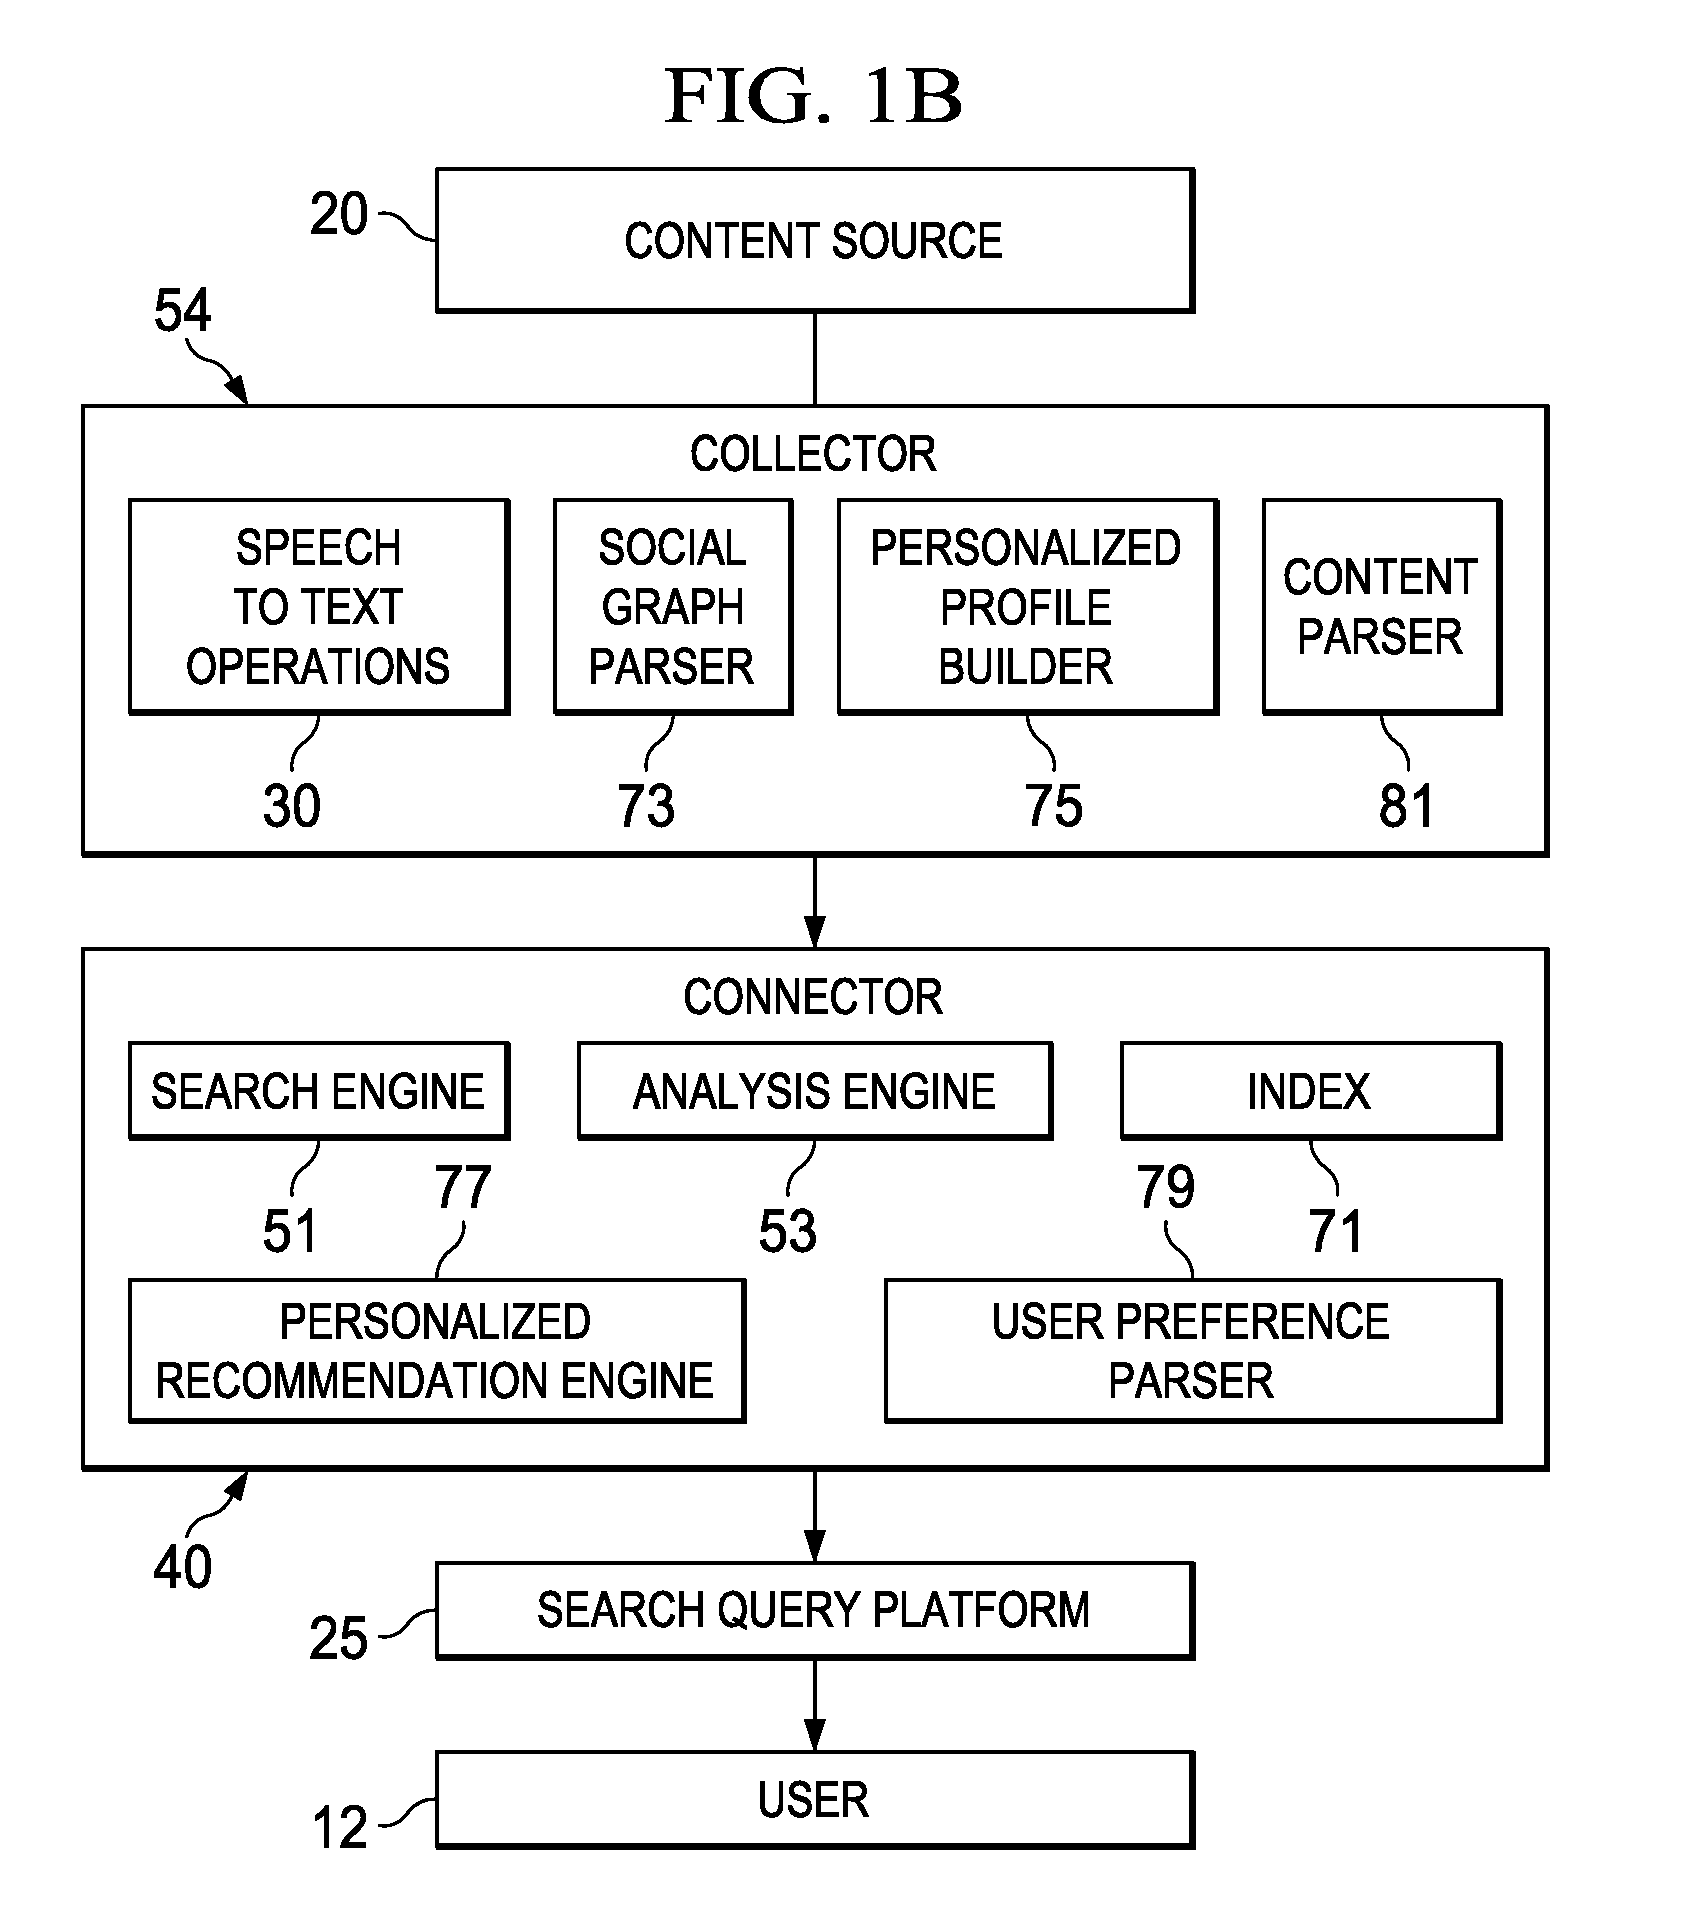 FIG. 1B
20
CONTENT SOURCE
54
COLLECTOR
SPEECH
TO TEXT
OPERATIONS
30
SOCIAL
GRAPH
PARSER
73
PERSONALIZED
PROFILE
BUILDER
75
CONTENT
PARSER
81
CONNECTOR
SEARCH ENGINE
51
ANALYSIS ENGINE
53
INDEX
71
77
PERSONALIZED
RECOMMENDATION ENGINE
79
USER PREFERENCE
PARSER
40
SEARCH QUERY PLATFORM
25
USER
12